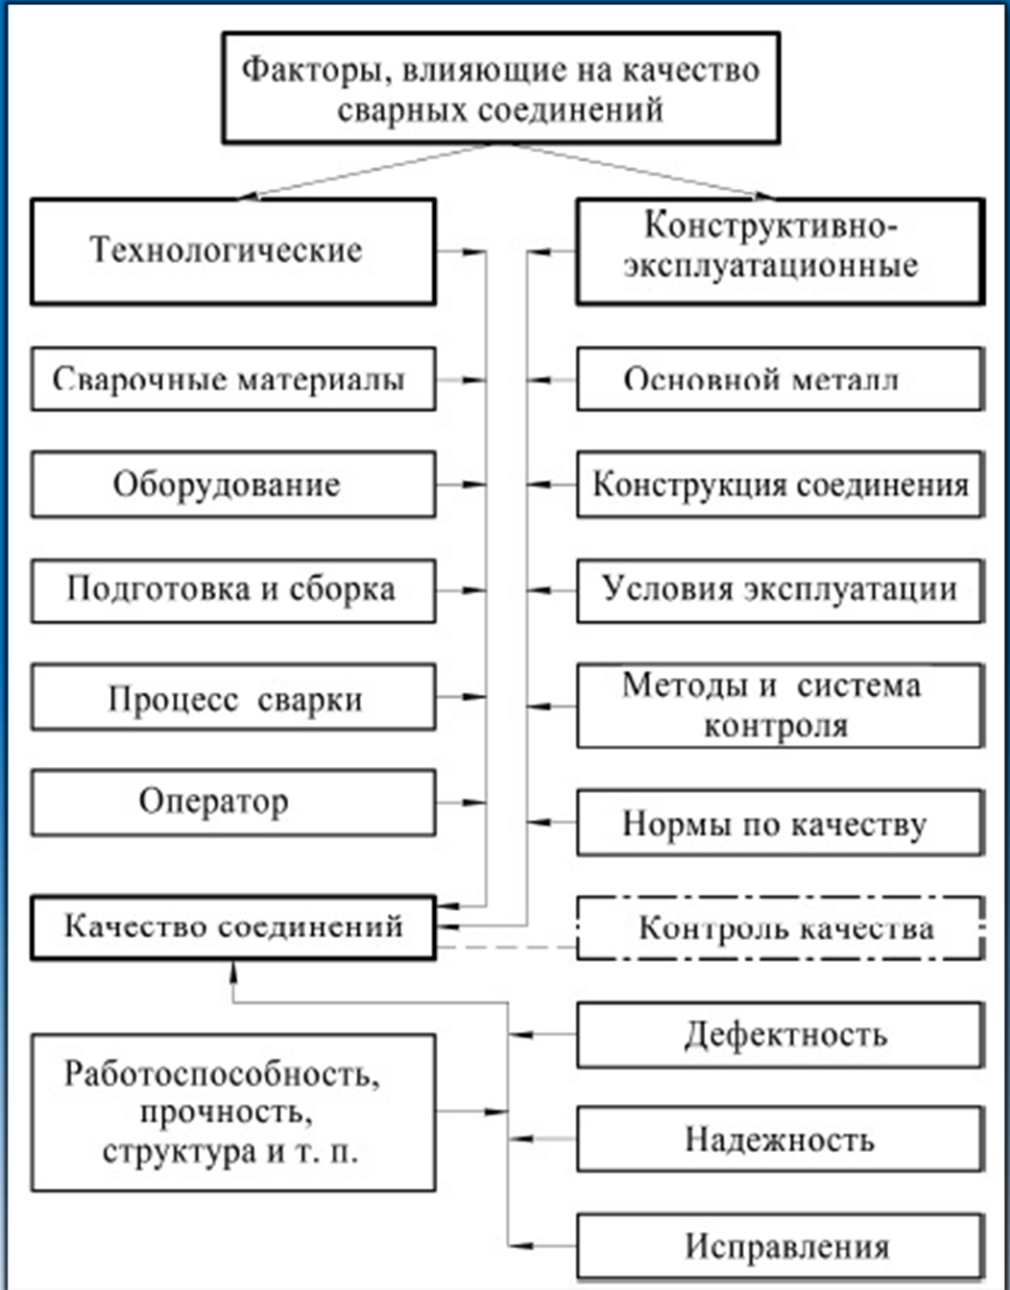 Факторы, влияющие на качество
сварных соединений
Технологические
Конструктивно-
эксплуатационные
Сварочные материалы
Основной металл
Оборудование
Конструкция соединения
Подготовка и сборка
Условия эксплуатации
Процесс сварки
Методы и система
контроля
Оператор
Нормы по качеству
Качество соединений
Контроль качества
Дефектность
Работоспособность,
прочность,
структура и т. п.
Надежность
Исправления